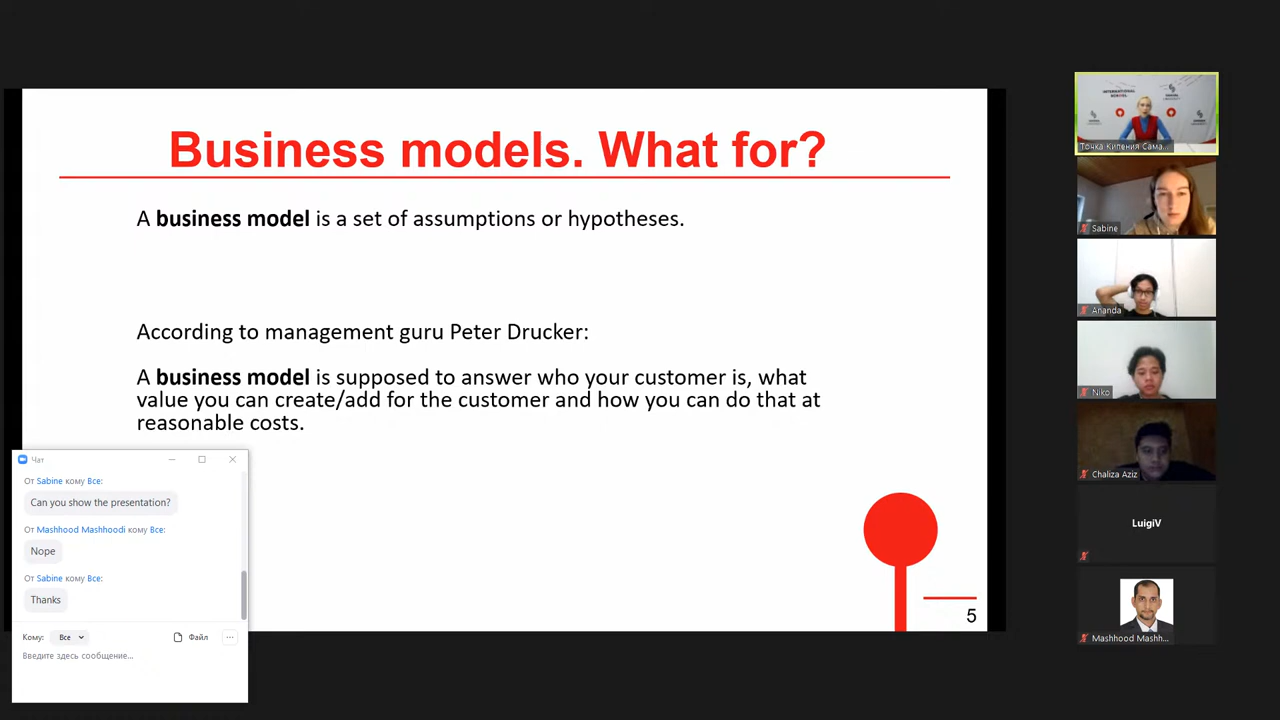 Business models. What for?
A business model is a set of assumptions or hypotheses.
According to management guru Peter Drucker:
A business model is supposed to answer who your customer is, what
value you can create/add for the customer and how you can do that at
reasonable costs.
5
Чат
От Sabine кому Все:
Can you show the presentation?
От Mashhood Mashhoodi кому Все:
Nope
От Sabine кому Все:
Thanks
Кому: Все Файл ...
Введите здесь сообщение...
INTERNATIONAL
SCHOOL
Точка Кипения Сама...
Sabine
Ananda
Niko
Chaliza Aziz
LuigiV
Mashhood Mashh...